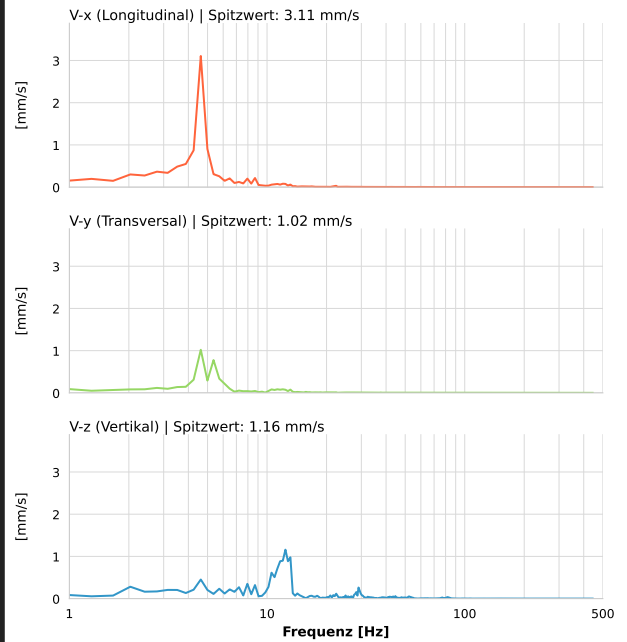 V-x (Longitudinal) | Spitzwert: 3.11 mm/s
3
2
1
0
[mm/s]
V-y (Transversal) | Spitzwert: 1.02 mm/s
3
2
1
0
[mm/s]
V-z (Vertikal) | Spitzwert: 1.16 mm/s
3
2
1
0
[mm/s]
1 10 100 500
Frequenz [Hz]